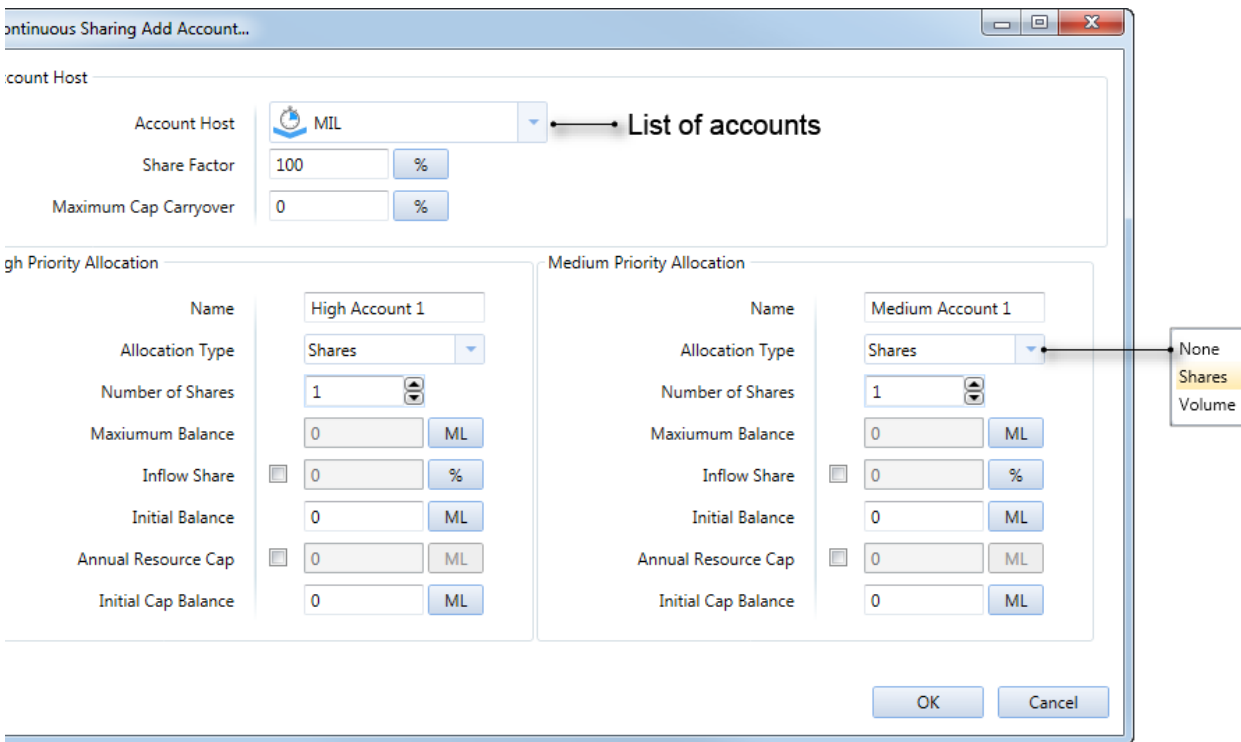 ontinuous Sharing Add Account...
ccount Host
Account Host MIL List of accounts
Share Factor 100 %
Maximum Cap Carryover 0 %
gh Priority Allocation
Name High Account 1
Allocation Type Shares
Number of Shares 1
Maxiumum Balance 0 ML
Inflow Share 0 %
Initial Balance 0 ML
Annual Resource Cap 0 ML
Initial Cap Balance 0 ML
Medium Priority Allocation
Name Medium Account 1
Allocation Type Shares
Number of Shares 1
Maxiumum Balance 0 ML
Inflow Share 0 %
Initial Balance 0 ML
Annual Resource Cap 0 ML
Initial Cap Balance 0 ML
None
Shares
Volume
OK Cancel